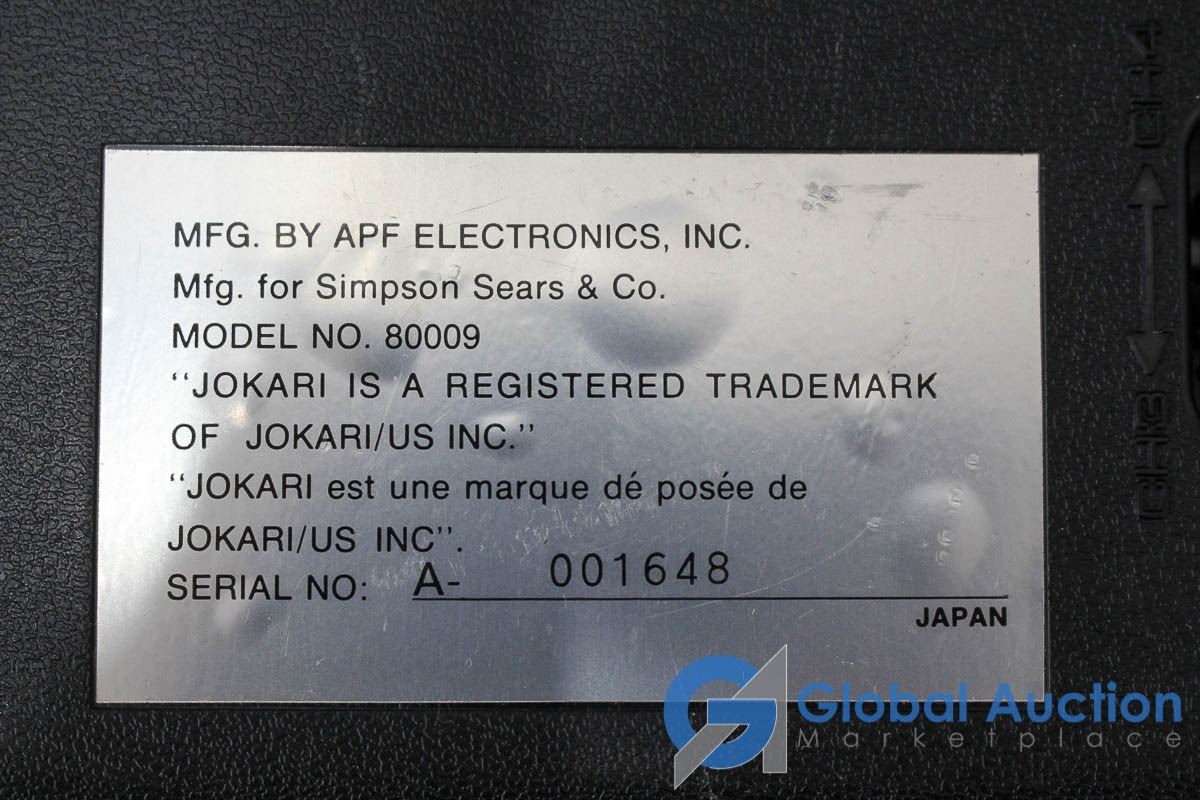 MFG. BY APF ELECTRONICS, INC.
Mfg. for Simpson Sears & Co.
MODEL NO. 80009
‘‘JOKARI IS A REGISTERED TRADEMARK
OF JOKARI/US INC.’’
‘‘JOKARI est une marque dé posée de
JOKARI/US INC’’.
SERIAL NO: A- 001648
JAPAN
CH4
CH3
Global Auction
Marketplace